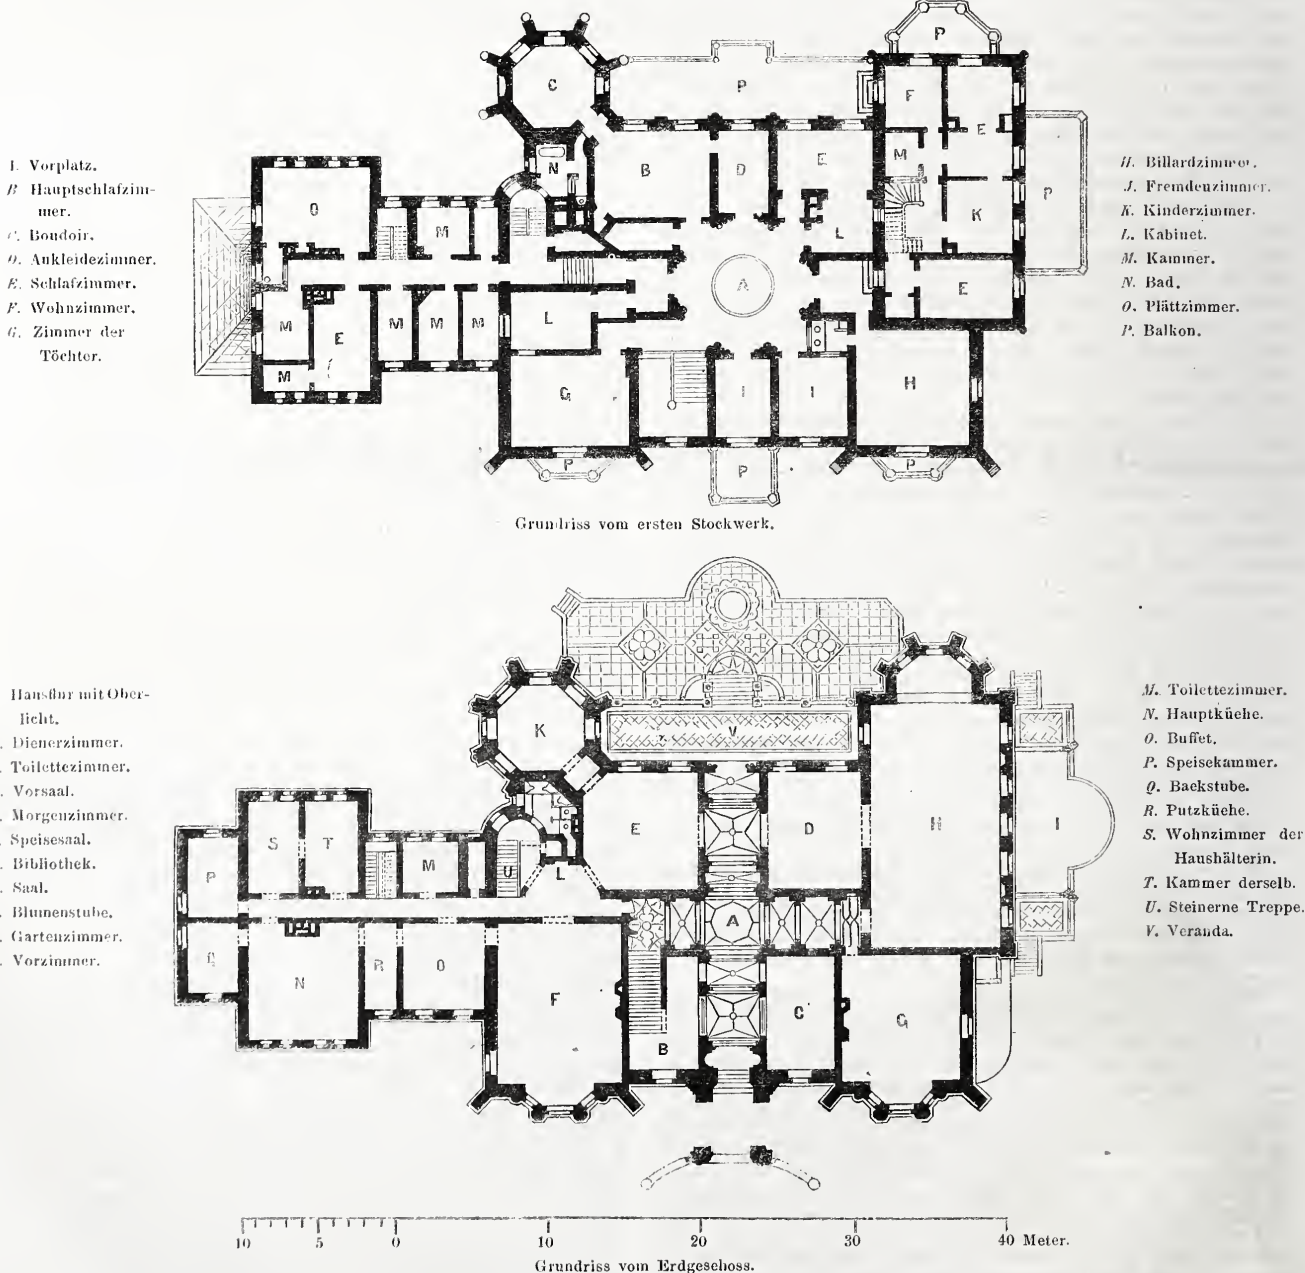 1. Vorplatz.
B Hauptschlafzim-
mer.
C. Boudoir.
O. Ankleidezimmer.
E. Schlafzimmer.
F. Wohnzimmer.
G. Zimmer der
Töchter.
H. Billardzimmer.
J. Fremdenzimmer.
K. Kinderzimmer.
L. Kabinet.
M. Kammer.
N. Bad.
O. Plättzimmer.
P. Balkon.
P
C
P
F
E
M
N
B
D
E
P
O
M
K
L
A
E
M
E
M
M
M
L
G
I
I
H
M
P
P
P
Grundriss vom ersten Stockwerk.
Hausflur mit Ober-
licht.
. Dienerzimmer.
. Toilettezimmer.
. Vorsaal.
. Morgenzimmer.
. Speisesaal.
. Bibliothek.
. Saal.
. Blumenstube.
. Gartenzimmer.
. Vorzimmer.
M. Toilettezimmer.
N. Hauptküche.
O. Buffet.
P. Speisekammer.
Q. Backstube.
R. Putzküche.
S. Wohnzimmer der
Haushälterin.
T. Kammer derselb.
U. Steinerne Treppe.
V. Veranda.
K
V
E
D
H
I
S
T
P
M
U
L
A
Q
N
R
O
F
C
G
B
10 5 0 10 20 30 40 Meter.
Grundriss vom Erdgeschoss.